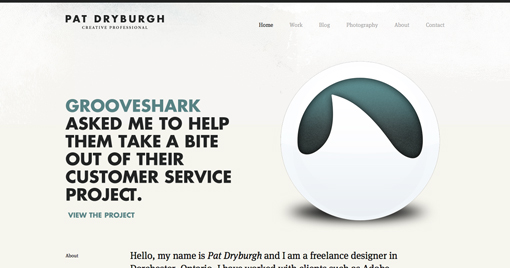 PAT DRYBURGH
CREATIVE PROFESSIONAL
Home Work Blog Photography About Contact
GROOVESHARK
ASKED ME TO HELP
THEM TAKE A BITE
OUT OF THEIR
CUSTOMER SERVICE
PROJECT.
VIEW THE PROJECT
About
Hello, my name is Pat Dryburgh and I am a freelance designer in
Dorchester, Ontario. I have worked with clients such as Adobe